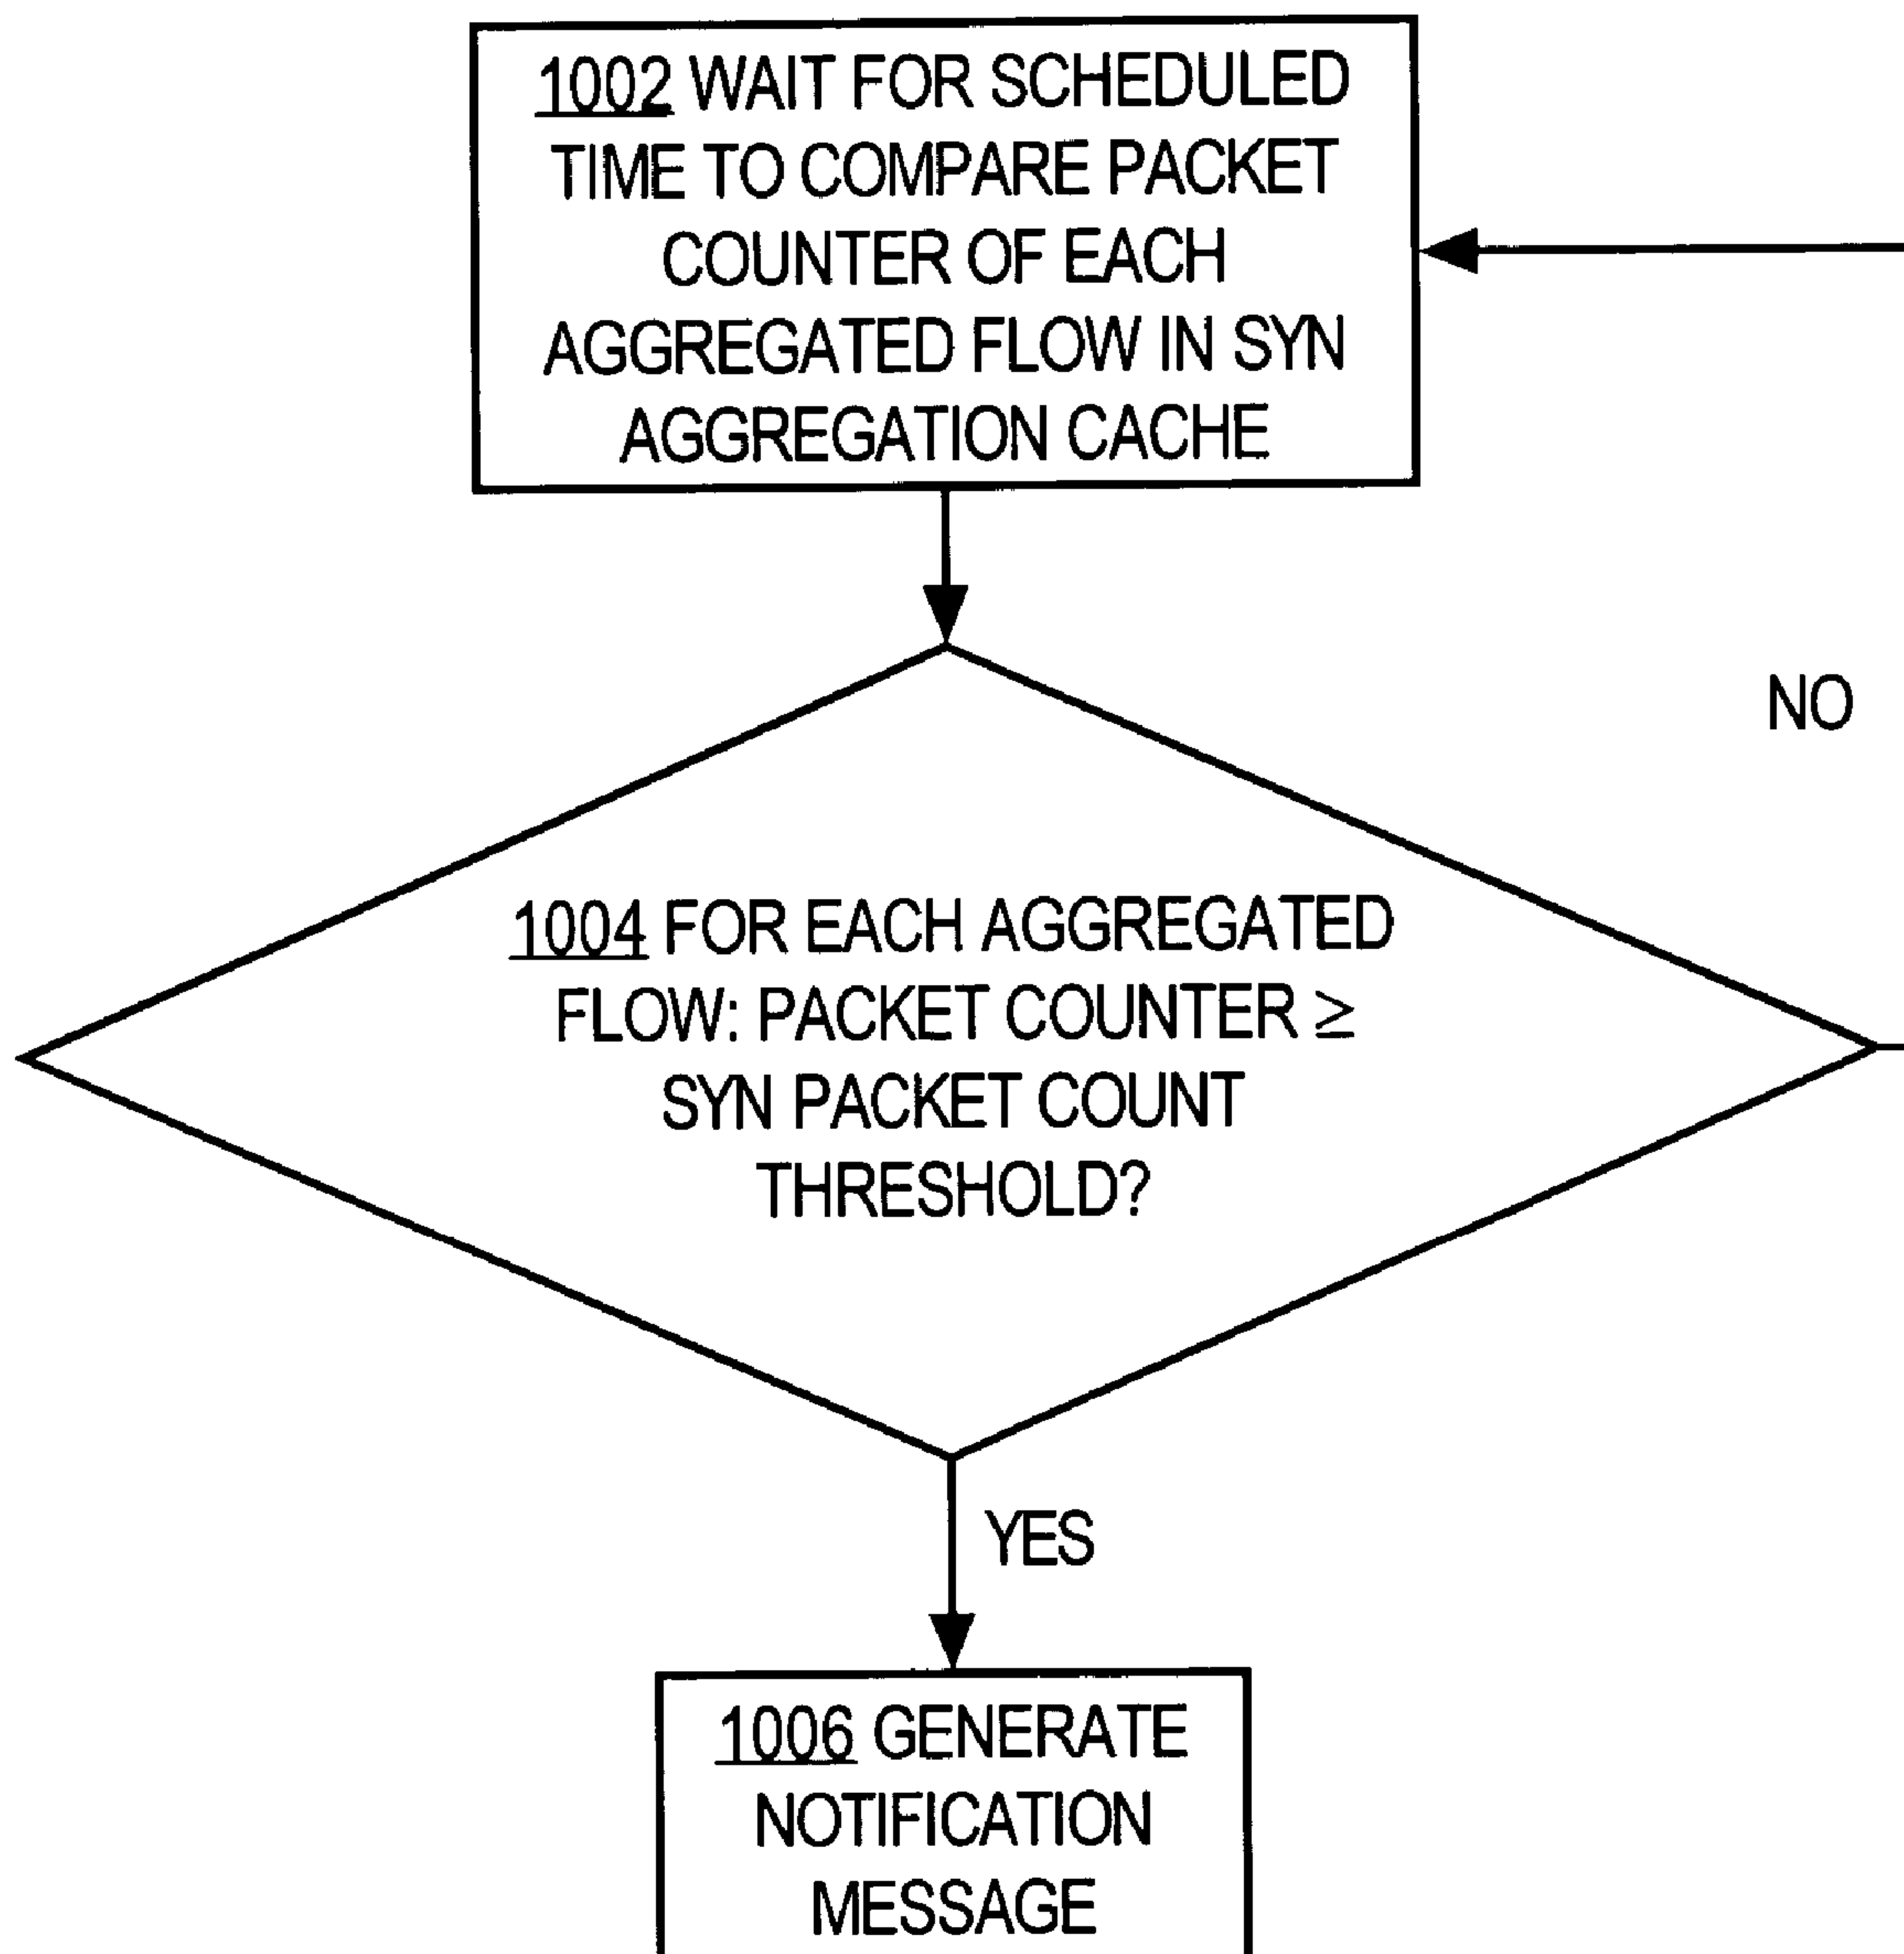 1002 WAIT FOR SCHEDULED
TIME TO COMPARE PACKET
COUNTER OF EACH
AGGREGATED FLOW IN SYN
AGGREGATION CACHE
NO
1004 FOR EACH AGGREGATED
FLOW: PACKET COUNTER ≥
SYN PACKET COUNT
THRESHOLD?
YES
1006 GENERATE
NOTIFICATION
MESSAGE